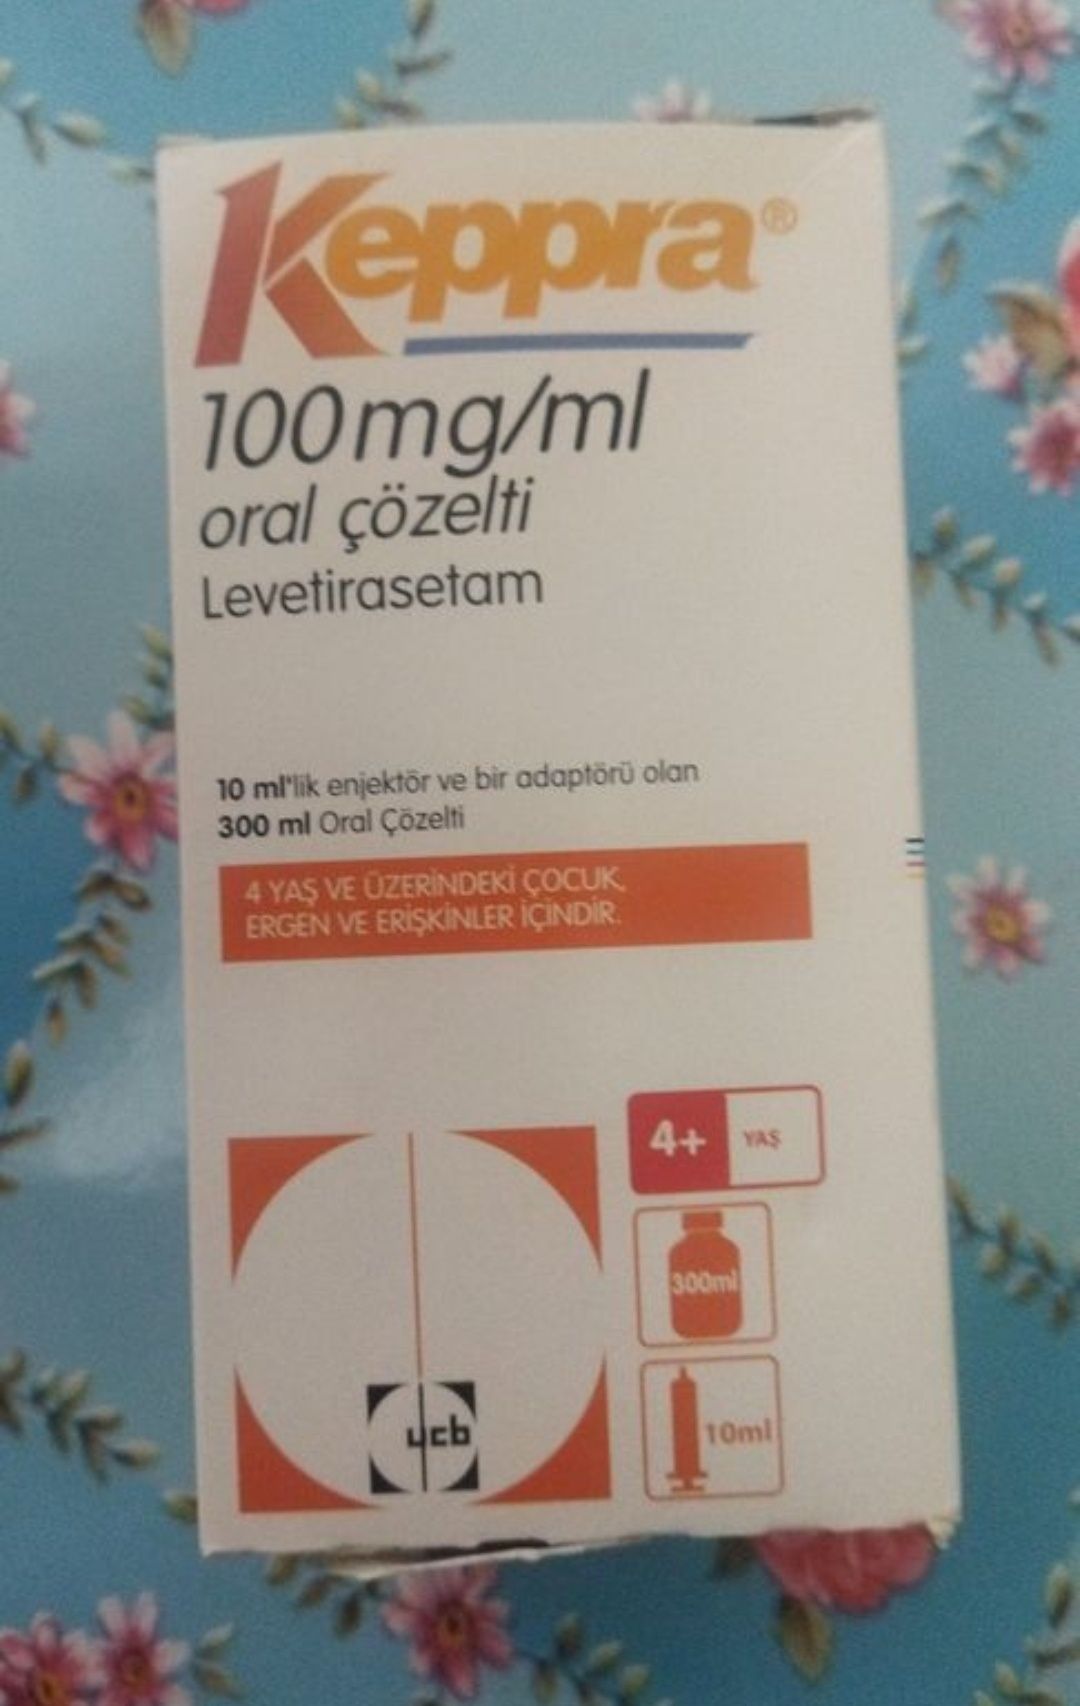 Keppra®
100mg/ml
oral çözelti
Levetirasetam
10 ml'lik enjektör ve bir adaptörü olan
300 ml Oral Çözelti
4 YAŞ VE ÜZERİNDEKİ ÇOCUK,
ERGEN VE ERİŞKİNLER İÇİNDİR.
4+ YAŞ
300ml
ucb
10ml